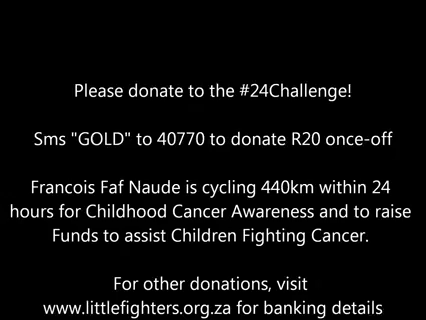 Please donate to the #24Challenge!
Sms "GOLD" to 40770 to donate R20 once-off
Francois Faf Naude is cycling 440km within 24
hours for Childhood Cancer Awareness and to raise
Funds to assist Children Fighting Cancer.
For other donations, visit
www.littlefighters.org.za for banking details